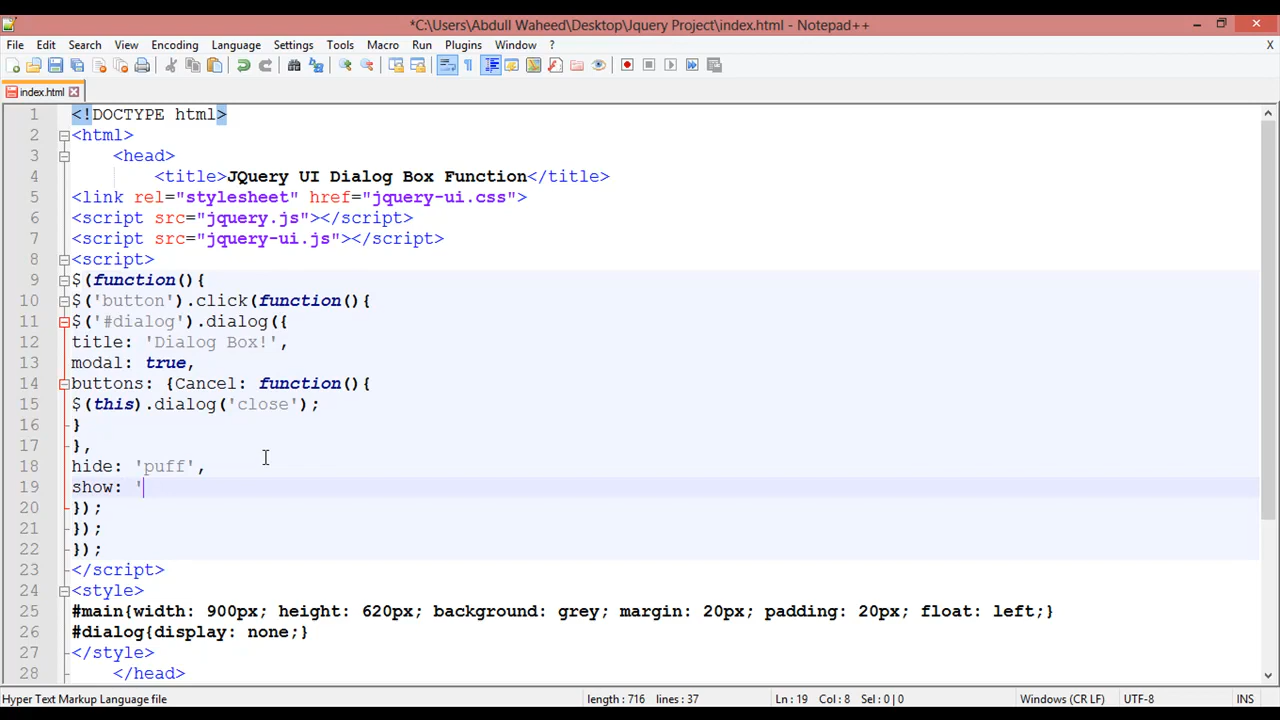 *C:\Users\Abdull Waheed\Desktop\Jquery Project\index.html - Notepad++
File Edit Search View Encoding Language Settings Tools Macro Run Plugins Window ? X
index.html
1 <!DOCTYPE html>
2 <html>
3 <head>
4 <title>JQuery UI Dialog Box Function</title>
5 <link rel="stylesheet" href="jquery-ui.css">
6 <script src="jquery.js"></script>
7 <script src="jquery-ui.js"></script>
8 <script>
9 $(function(){
10 $('button').click(function(){
11 $('#dialog').dialog({
12 title: 'Dialog Box!',
13 modal: true,
14 buttons: {Cancel: function(){
15 $(this).dialog('close');
16 }
17 },
18 hide: 'puff',
19 show: '
20 });
21 });
22 });
23 </script>
24 <style>
25 #main{width: 900px; height: 620px; background: grey; margin: 20px; padding: 20px; float: left;}
26 #dialog{display: none;}
27 </style>
28 </head>
Hyper Text Markup Language file length : 716 lines : 37 Ln : 19 Col : 8 Sel : 0 | 0 Windows (CR LF) UTF-8 INS